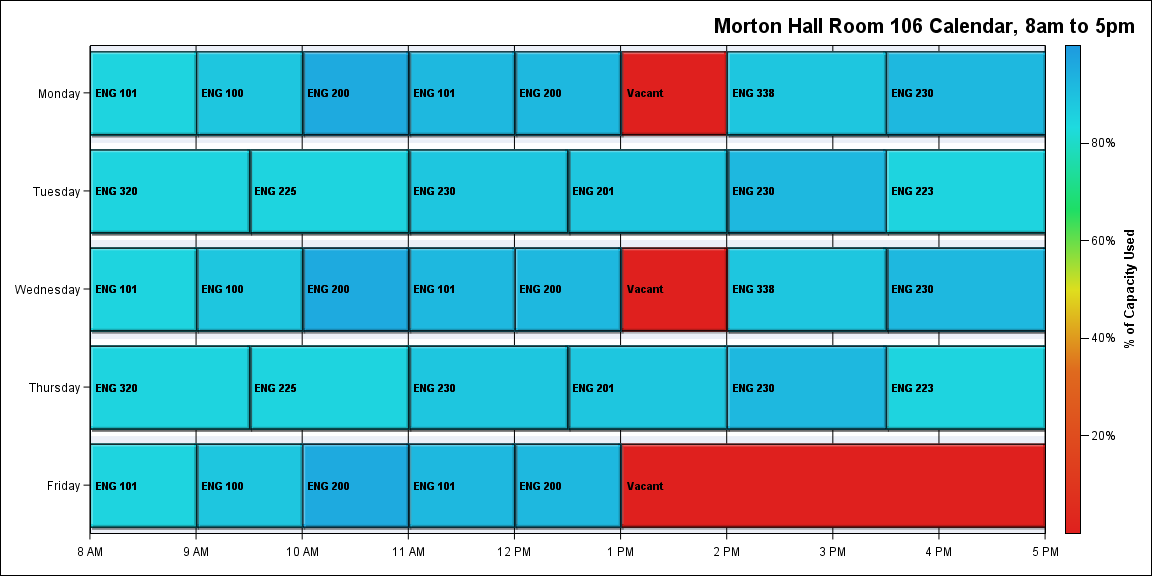 Morton Hall Room 106 Calendar, 8am to 5pm
Monday ENG 101 ENG 100 ENG 200 ENG 101 ENG 200 Vacant ENG 338 ENG 230
80%
Tuesday ENG 320 ENG 225 ENG 230 ENG 201 ENG 230 ENG 223
60%
Wednesday ENG 101 ENG 100 ENG 200 ENG 101 ENG 200 Vacant ENG 338 ENG 230
% of Capacity Used
40%
Thursday ENG 320 ENG 225 ENG 230 ENG 201 ENG 230 ENG 223
20%
Friday ENG 101 ENG 100 ENG 200 ENG 101 ENG 200 Vacant
8 AM 9 AM 10 AM 11 AM 12 PM 1 PM 2 PM 3 PM 4 PM 5 PM